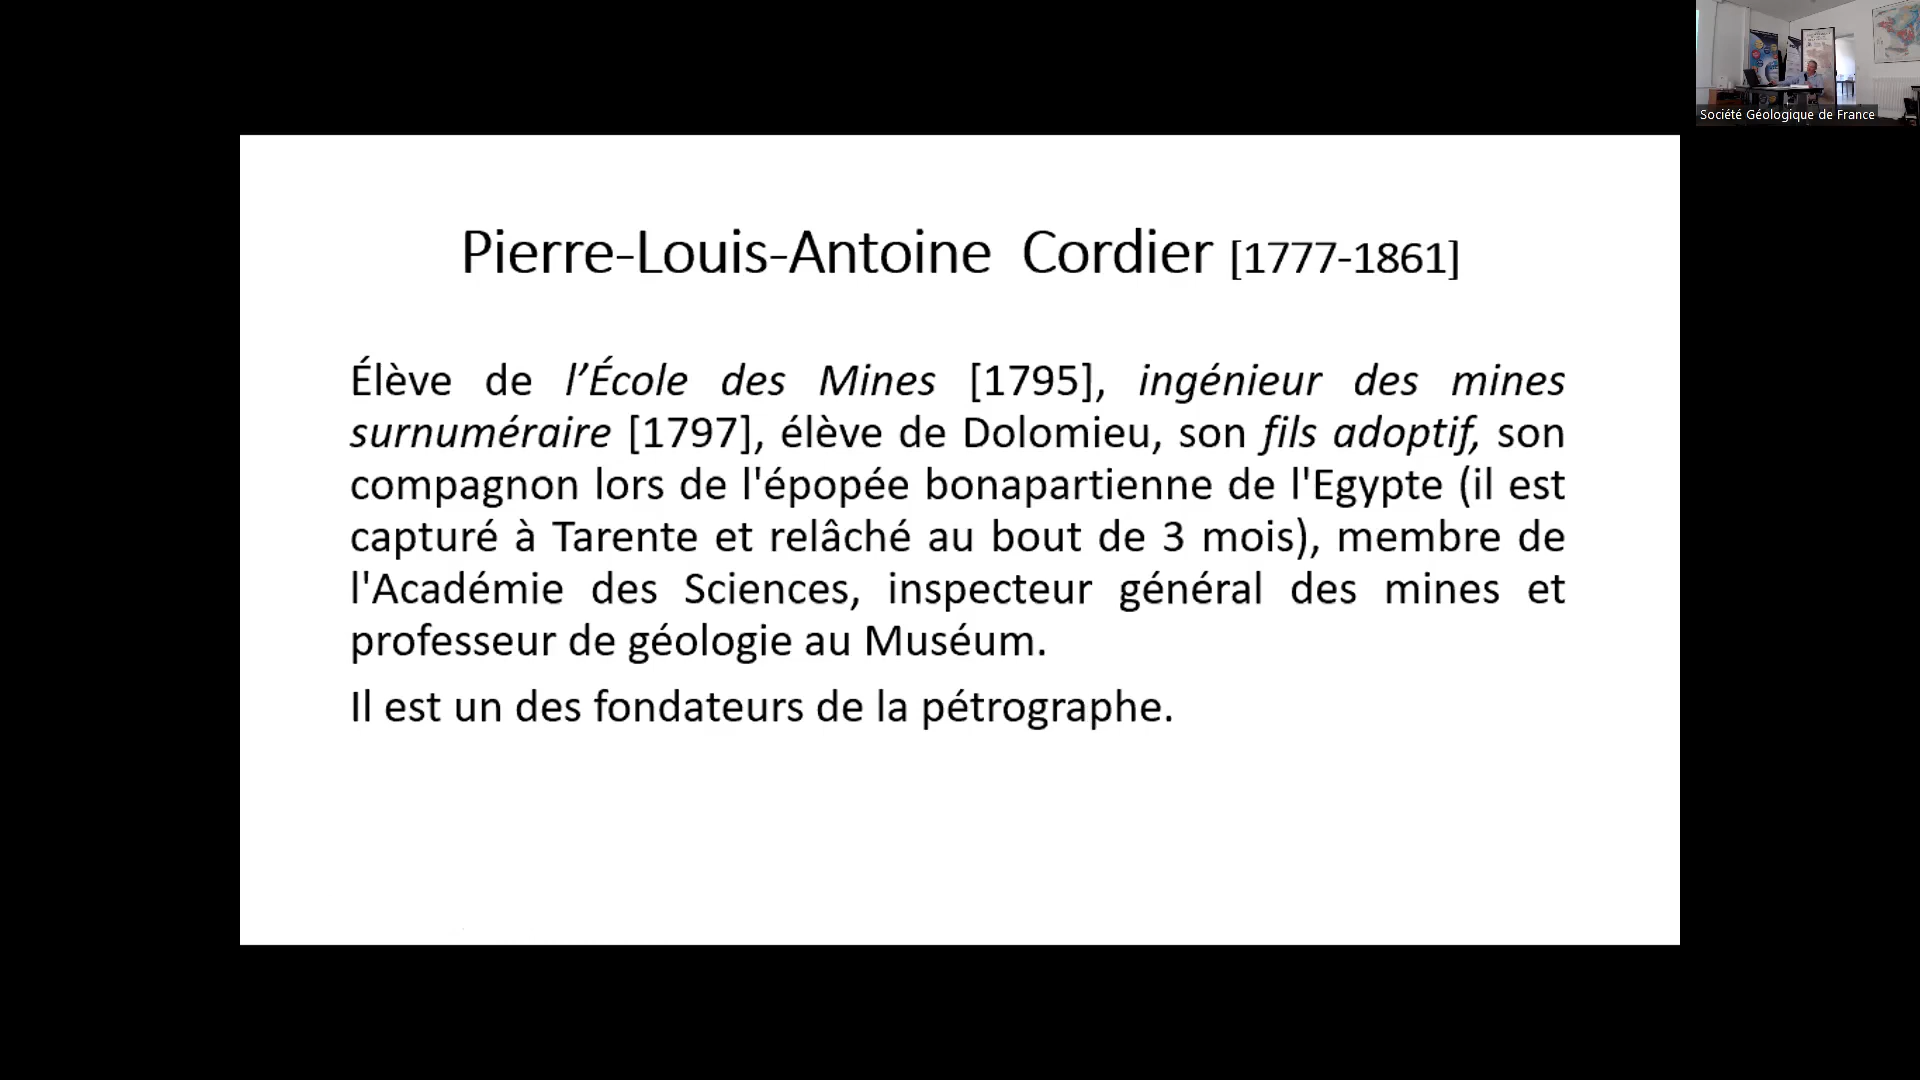 Société Géologique de France
Pierre-Louis-Antoine Cordier [1777-1861]
Élève de l’École des Mines [1795], ingénieur des mines
surnuméraire [1797], élève de Dolomieu, son fils adoptif, son
compagnon lors de l'épopée bonapartienne de l'Egypte (il est
capturé à Tarente et relâché au bout de 3 mois), membre de
l'Académie des Sciences, inspecteur général des mines et
professeur de géologie au Muséum.
Il est un des fondateurs de la pétrographe.